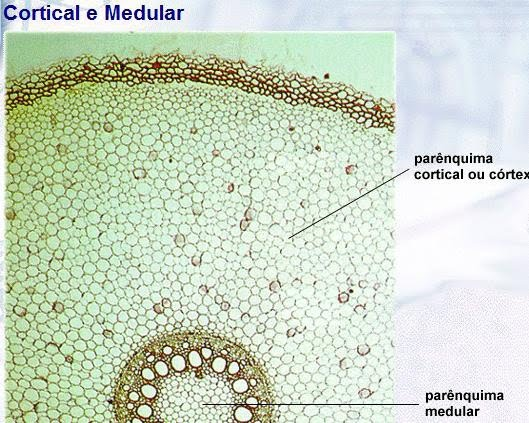 Cortical e Medular
parênquima
cortical ou córtex
parênquima
medular